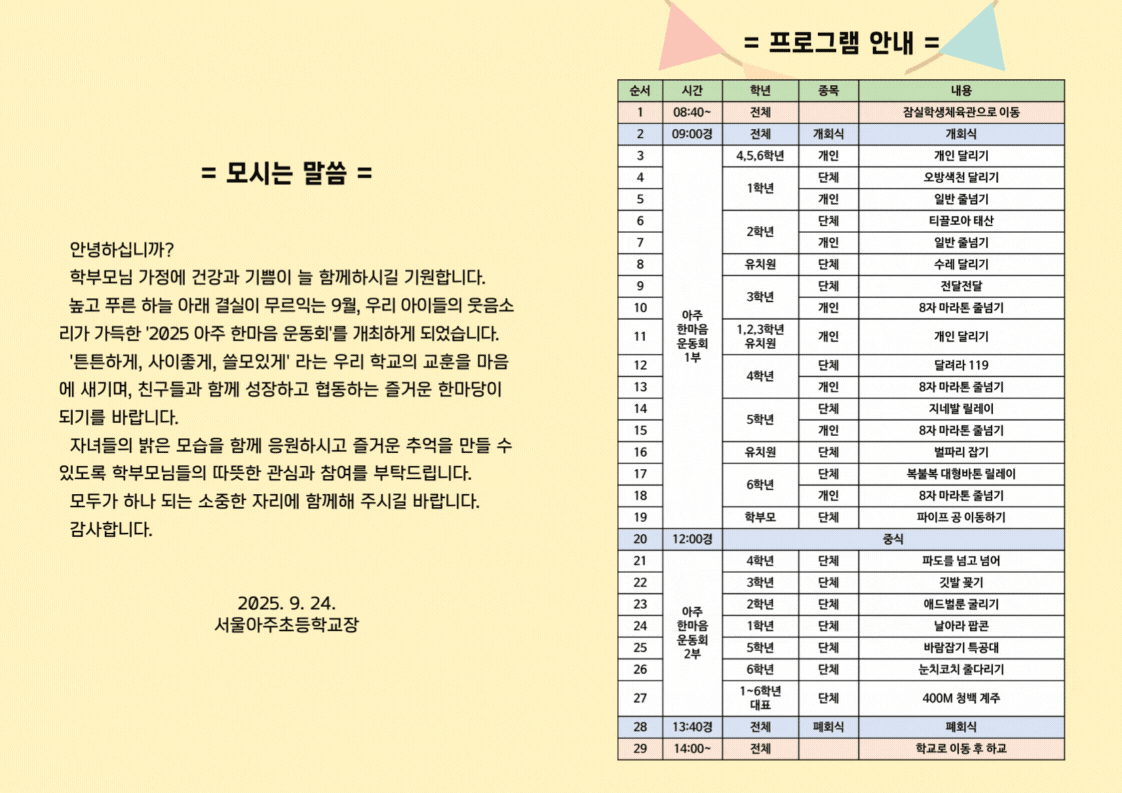 = 모시는 말씀 =
안녕하십니까?
학부모님 가정에 건강과 기쁨이 늘 함께하시길 기원합니다.
높고 푸른 하늘 아래 결실이 무르익는 9월, 우리 아이들의 웃음소
리가 가득한 '2025 아주 한마음 운동회'를 개최하게 되었습니다.
'튼튼하게, 사이좋게, 쓸모있게' 라는 우리 학교의 교훈을 마음
에 새기며, 친구들과 함께 성장하고 협동하는 즐거운 한마당이
되기를 바랍니다.
자녀들의 밝은 모습을 함께 응원하시고 즐거운 추억을 만들 수
있도록 학부모님들의 따뜻한 관심과 참여를 부탁드립니다.
모두가 하나 되는 소중한 자리에 함께해 주시길 바랍니다.
감사합니다.
2025. 9. 24.
서울아주초등학교장
= 프로그램 안내 =
순서 시간 학년 종목 내용
1 08:40~ 전체 잠실학생체육관으로 이동
2 09:00경 전체 개회식 개회식
아주
한마음
운동회
1부
3 4,5,6학년 개인 개인 달리기
4 1학년 단체 오방색천 달리기
5 개인 일반 줄넘기
6 2학년 단체 티끌모아 태산
7 개인 일반 줄넘기
8 유치원 단체 수레 달리기
9 3학년 단체 전달전달
10 개인 8자 마라톤 줄넘기
11 1,2,3학년
유치원 개인 개인 달리기
12 4학년 단체 달려라 119
13 개인 8자 마라톤 줄넘기
14 5학년 단체 지네발 릴레이
15 개인 8자 마라톤 줄넘기
16 유치원 단체 벌파리 잡기
17 6학년 단체 복불복 대형바톤 릴레이
18 개인 8자 마라톤 줄넘기
19 학부모 단체 파이프 공 이동하기
20 12:00경 중식
아주
한마음
운동회
2부
21 4학년 단체 파도를 넘고 넘어
22 3학년 단체 깃발 꽂기
23 2학년 단체 애드벌룬 굴리기
24 1학년 단체 날아라 팝콘
25 5학년 단체 바람잡기 특공대
26 6학년 단체 눈치코치 줄다리기
27 1~6학년
대표 단체 400M 청백 계주
28 13:40경 전체 폐회식 폐회식
29 14:00~ 전체 학교로 이동 후 하교